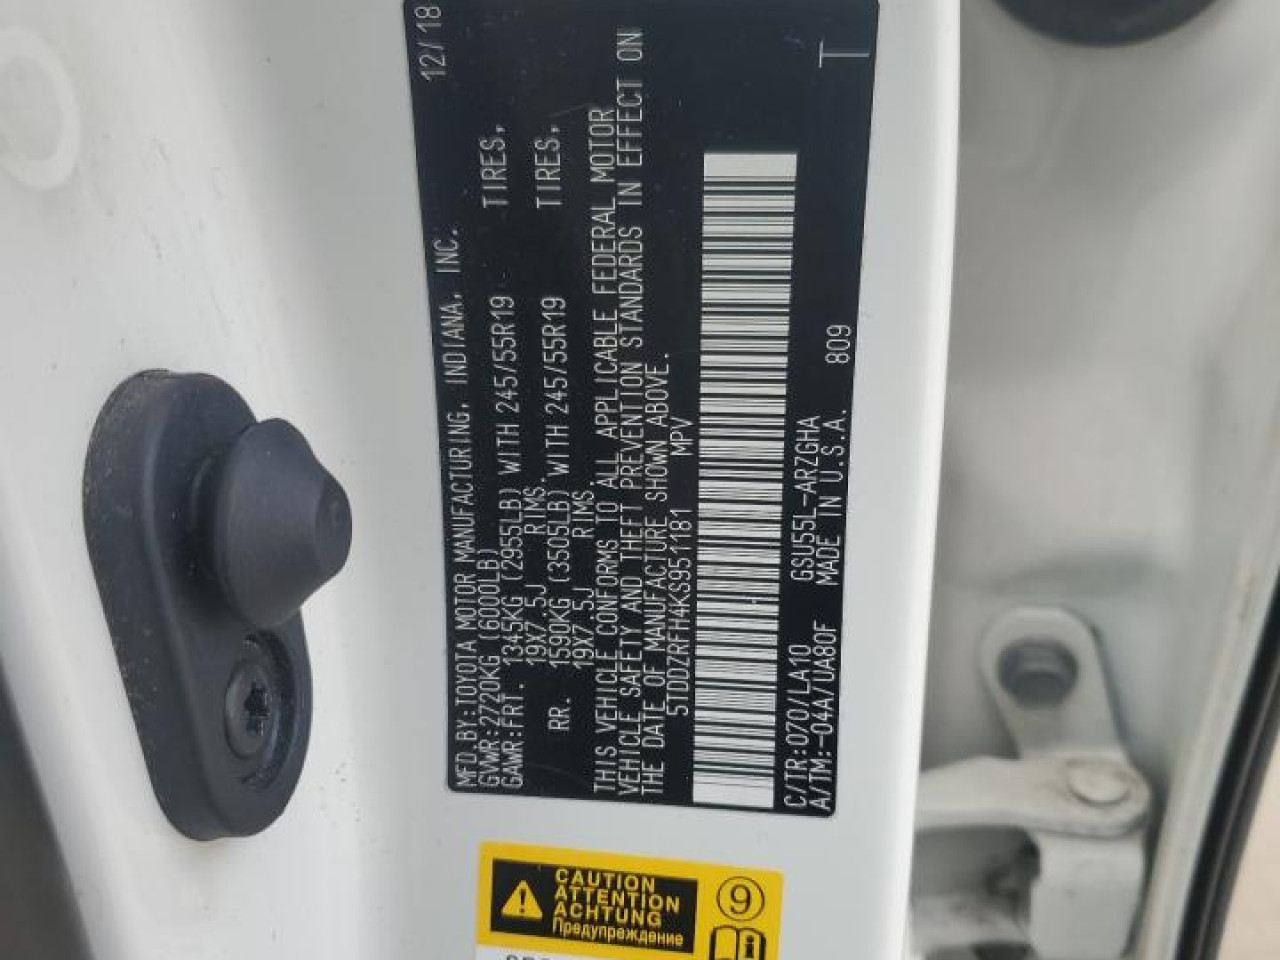 MFD.BY:TOYOTA MOTOR MANUFACTURING, INDIANA, INC. 12/18
GVWR:2720KG (6000LB)
GAWR:FRT. 1345KG (2955LB) WITH 245/55R19 TIRES,
19X7.5J RIMS.
RR. 1590KG (3505LB) WITH 245/55R19 TIRES,
19X7.5J RIMS.
THIS VEHICLE CONFORMS TO ALL APPLICABLE FEDERAL MOTOR
VEHICLE SAFETY AND THEFT PREVENTION STANDARDS IN EFFECT ON
THE DATE OF MANUFACTURE SHOWN ABOVE.
5TDDZRFH4KS951181 MPV
C/TR:070/LA10 GSU55L-ARZGHA
A/TM:-04A/UA80F MADE IN U.S.A. 809
T
CAUTION
ATTENTION
ACHTUNG
Предупреждение
9